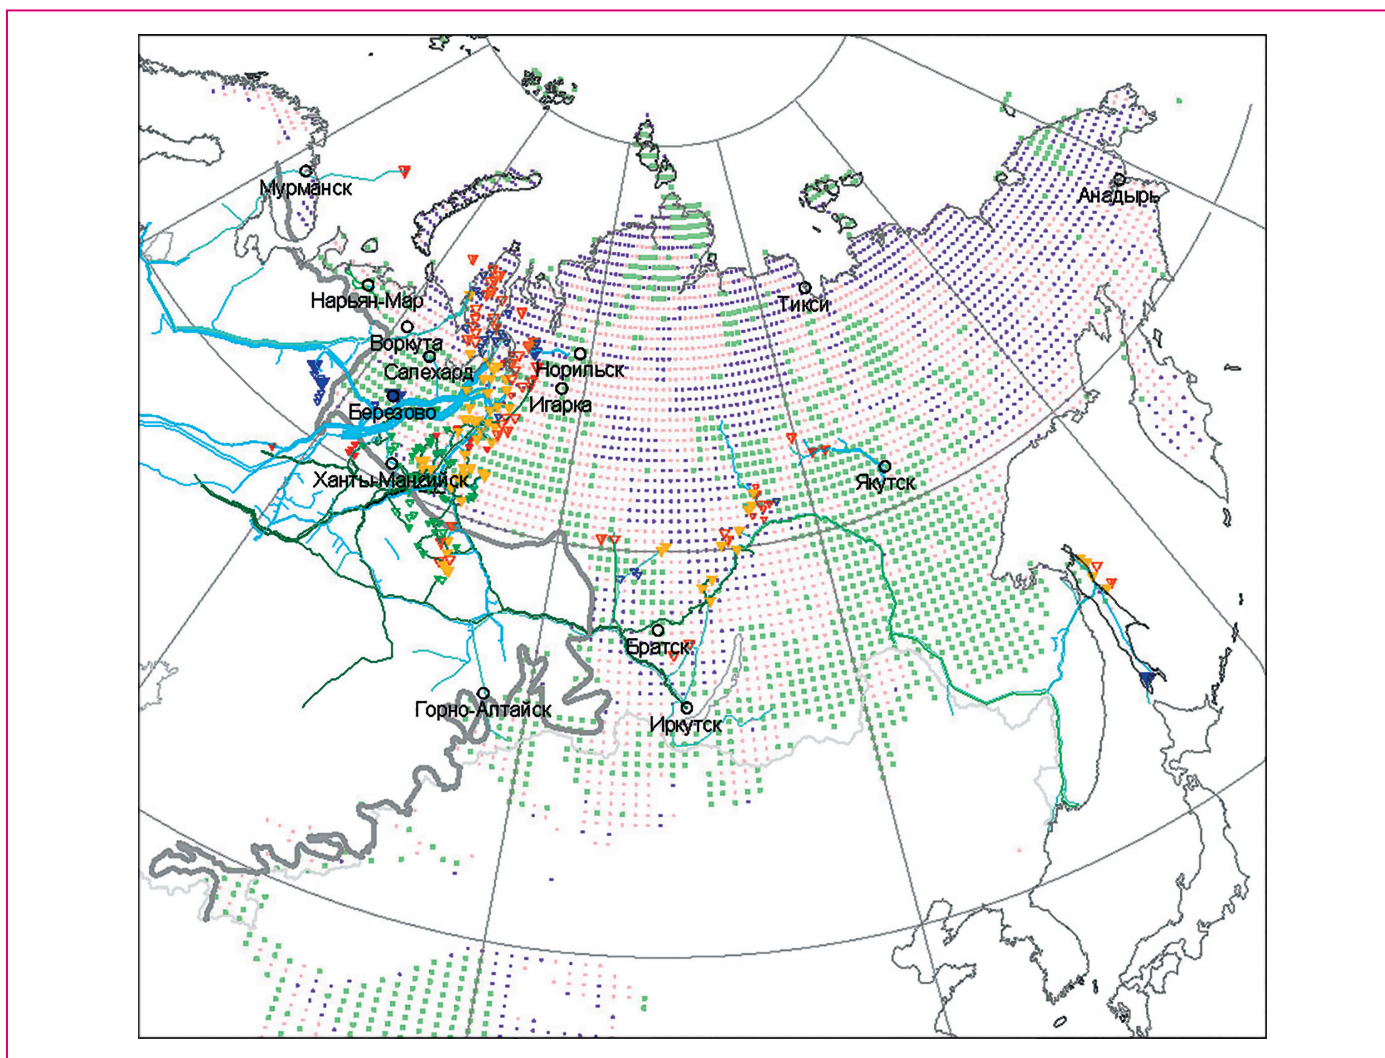 Мурманск
Анадырь
Нарьян-Мар
Тикси
Воркута
Салехард
Норильск
Игарка
Березово
Ханты-Мансийск
Якутск
Братск
Горно-Алтайск
Иркутск